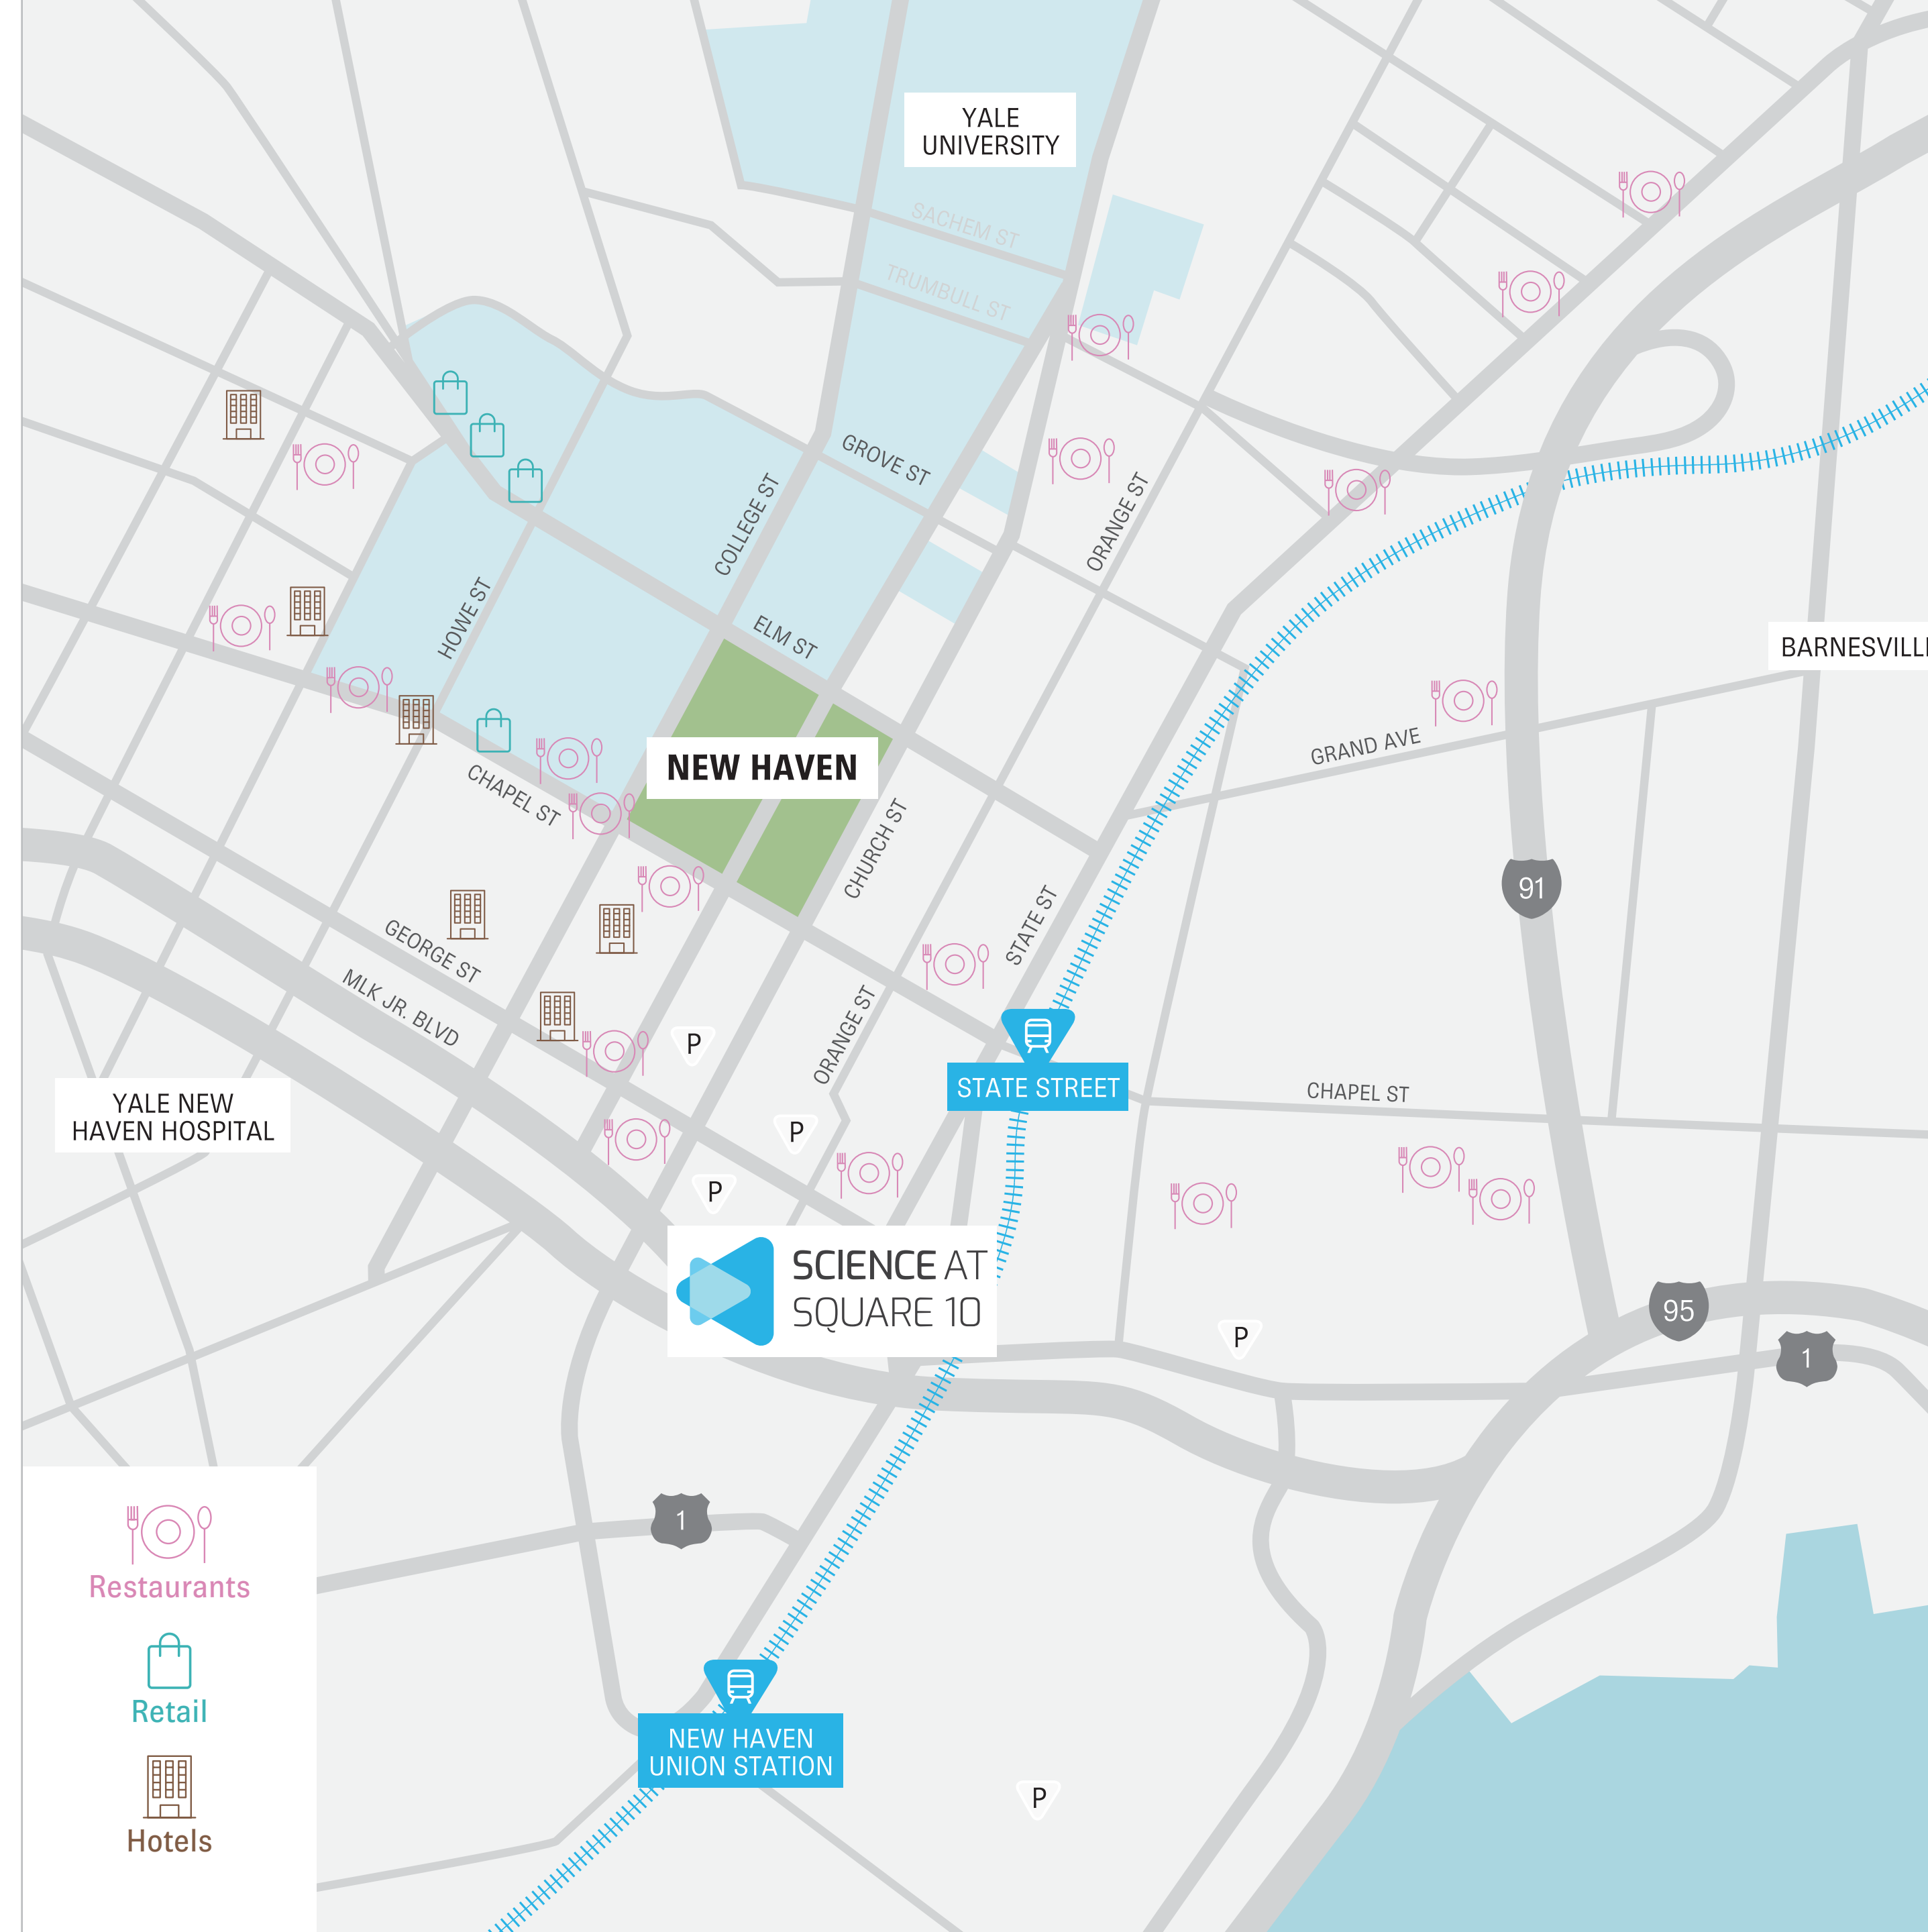 YALE
UNIVERSITY
SACHEM ST
TRUMBULL ST
GROVE ST
COLLEGE ST
ORANGE ST
HOWE ST
ELM ST
BARNESVILL
GRAND AVE
NEW HAVEN
CHAPEL ST
CHURCH ST
91
STATE ST
GEORGE ST
MLK JR. BLVD
ORANGE ST
P
STATE STREET
CHAPEL ST
YALE NEW
HAVEN HOSPITAL
P
P
SCIENCE AT
SQUARE 10
95
P
1
1
Restaurants
Retail
NEW HAVEN
UNION STATION
P
Hotels